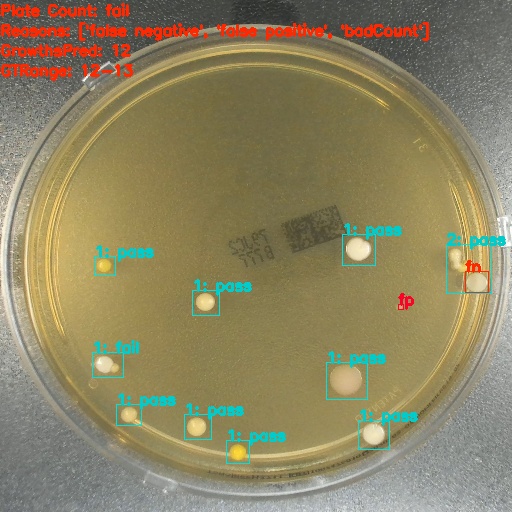 Plate Count: fail
Reasons: ['false negative', 'false positive', 'badCount']
GrowthsPred: 12
GTRange: 12-13
1: pass
2: pass
1: pass
fn
1: pass
fp
1: fail
1: pass
1: pass
1: pass
1: pass
1: pass